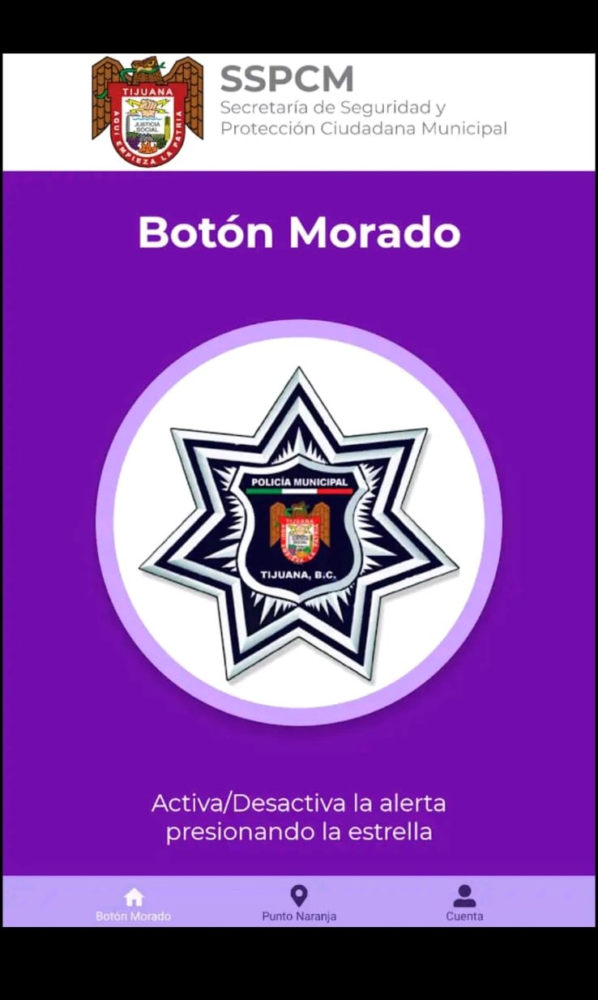 SSPCM
Secretaría de Seguridad y
Protección Ciudadana Municipal
TIJUANA
JUSTICIA
SOCIAL
AQUI EMPIEZA LA PATRIA
Botón Morado
POLICÍA MUNICIPAL
TIJUANA
TIJUANA, B.C.
Activa/Desactiva la alerta
presionando la estrella
Botón Morado
Punto Naranja
Cuenta